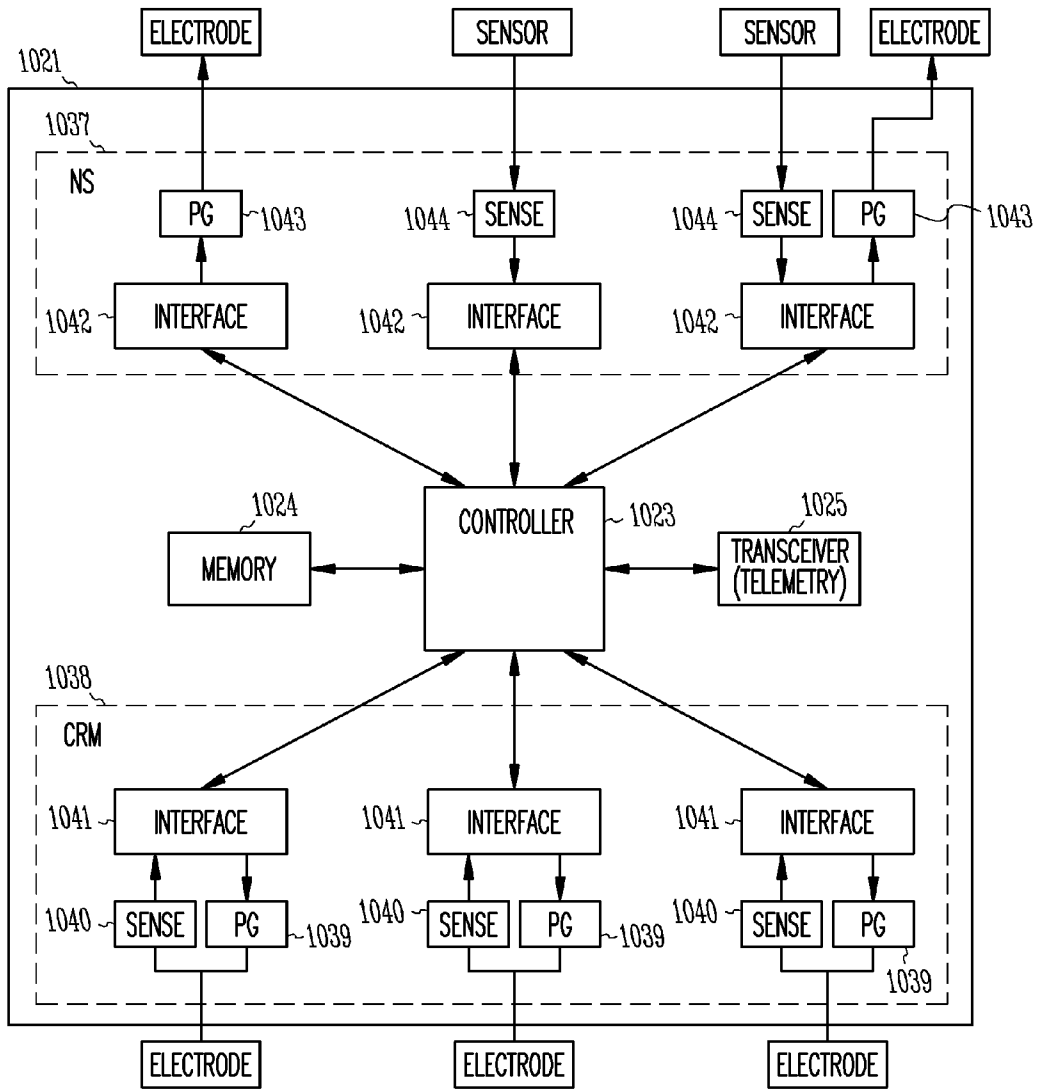 ELECTRODE
SENSOR
SENSOR
ELECTRODE
1021
1037
NS
PG
1043
1044
SENSE
1044
SENSE
PG
1043
1042
INTERFACE
1042
INTERFACE
1042
INTERFACE
1024
MEMORY
CONTROLLER
1023
1025
TRANSCEIVER
(TELEMETRY)
1038
CRM
1041
INTERFACE
1041
INTERFACE
1041
INTERFACE
1040
SENSE
PG
1039
1040
SENSE
PG
1039
1040
SENSE
PG
1039
ELECTRODE
ELECTRODE
ELECTRODE